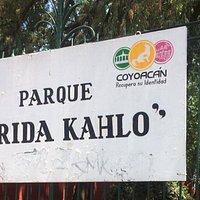 PARQUE
RIDA KAHLO"
COYOACÁN
Recupera su Identidad